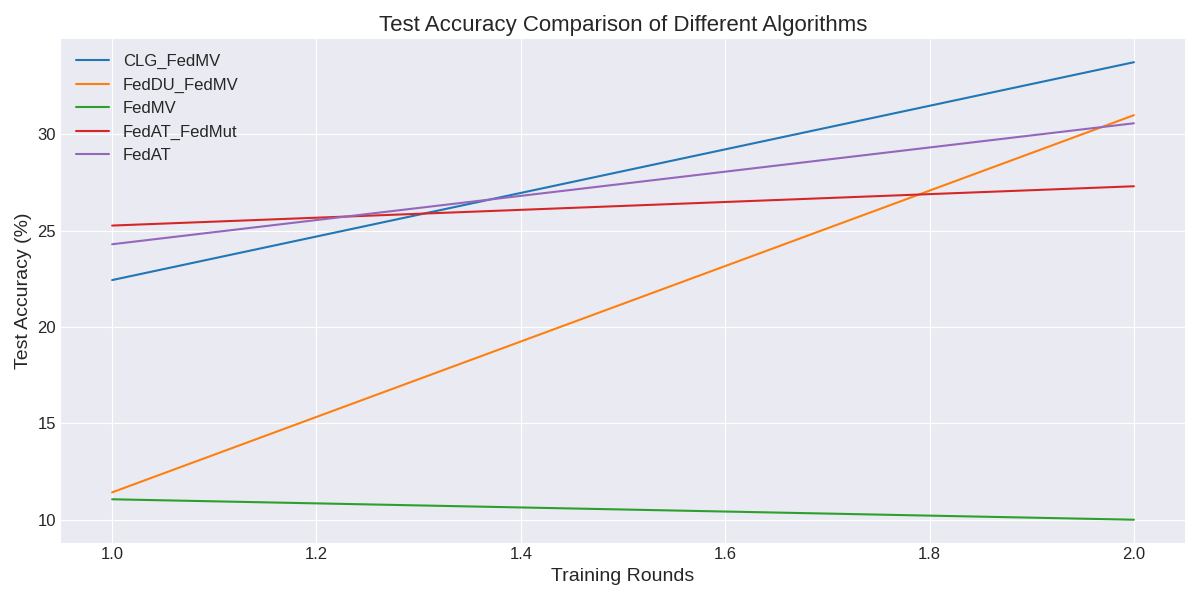 Test Accuracy Comparison of Different Algorithms
CLG_FedMV
FedDU_FedMV
FedMV
FedAT_FedMut
FedAT
Test Accuracy (%)
30
25
20
15
10
1.0 1.2 1.4 1.6 1.8 2.0
Training Rounds